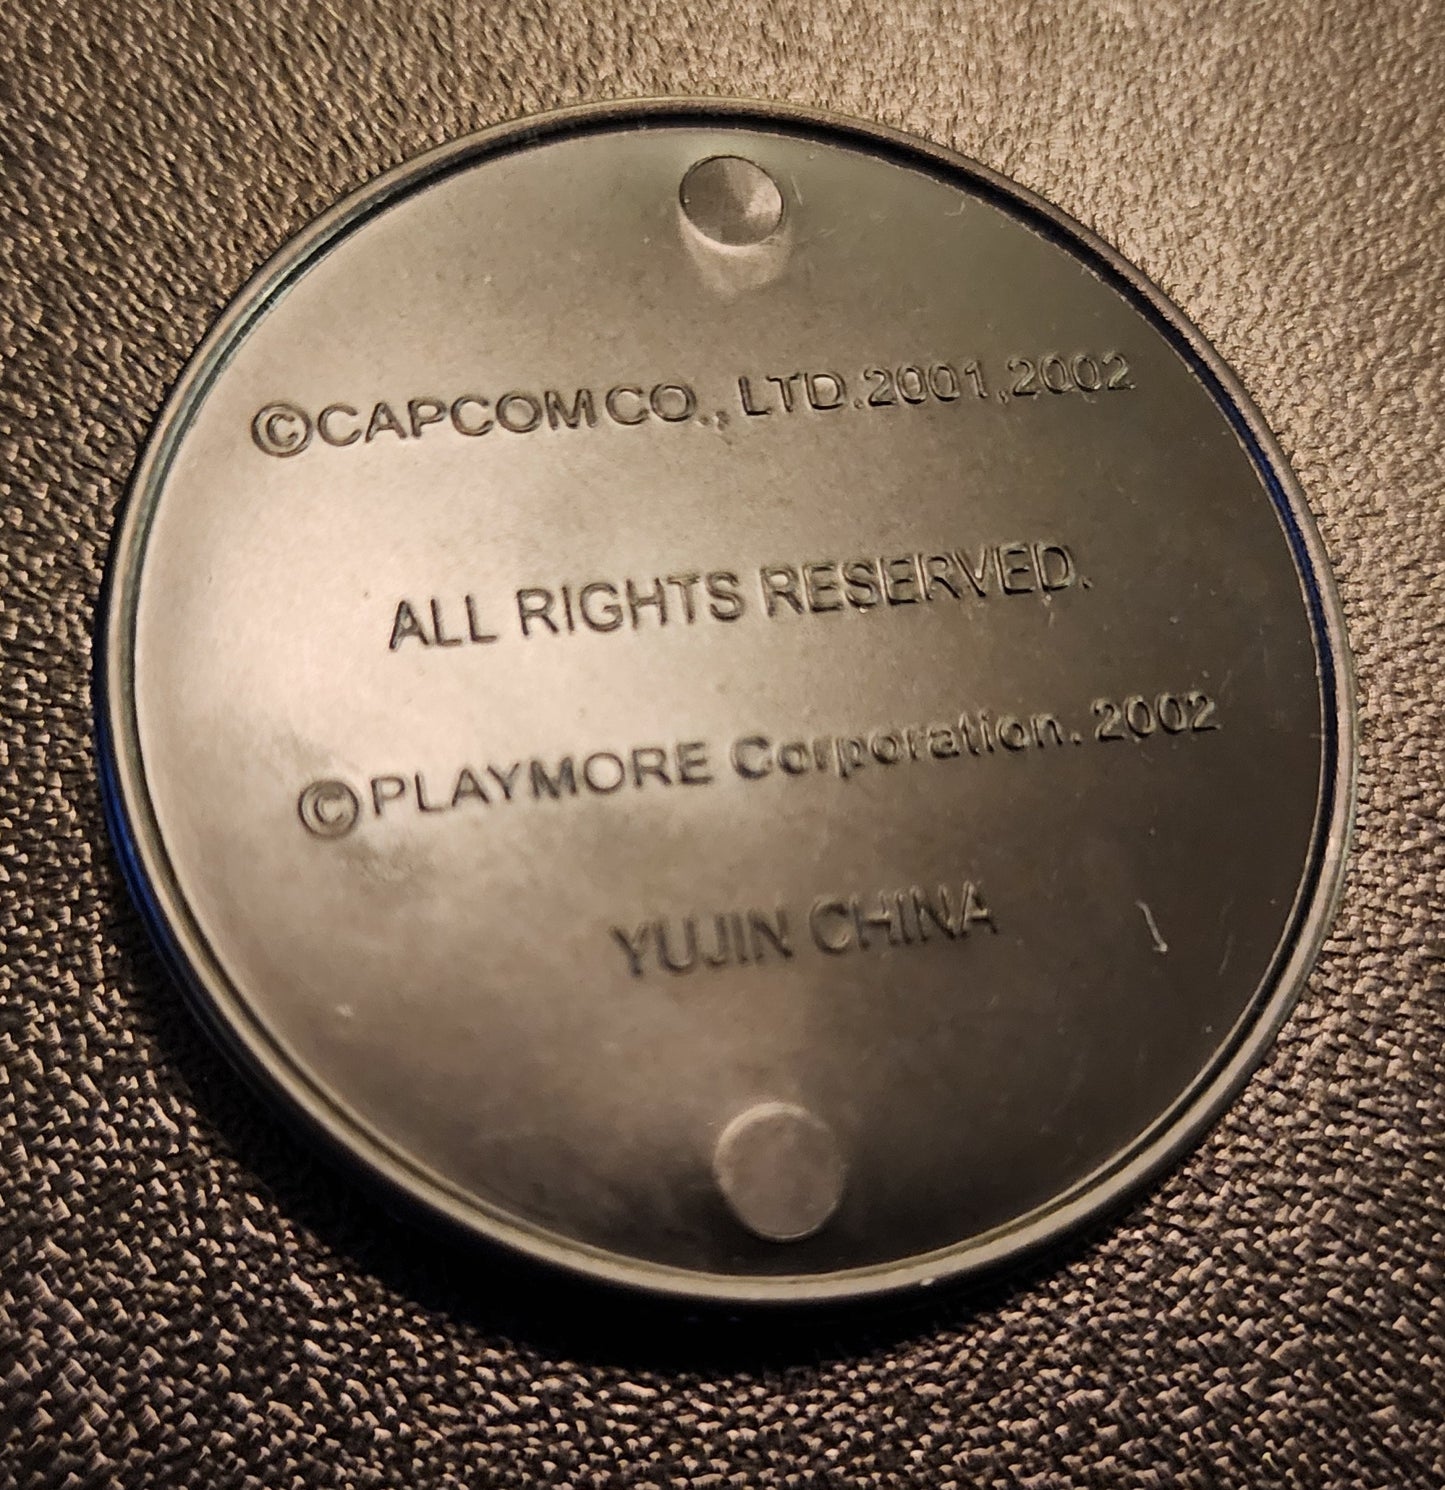 ©CAPCOM CO., LTD.2001,2002
ALL RIGHTS RESERVED.
©PLAYMORE Corporation. 2002
YUJIN CHINA